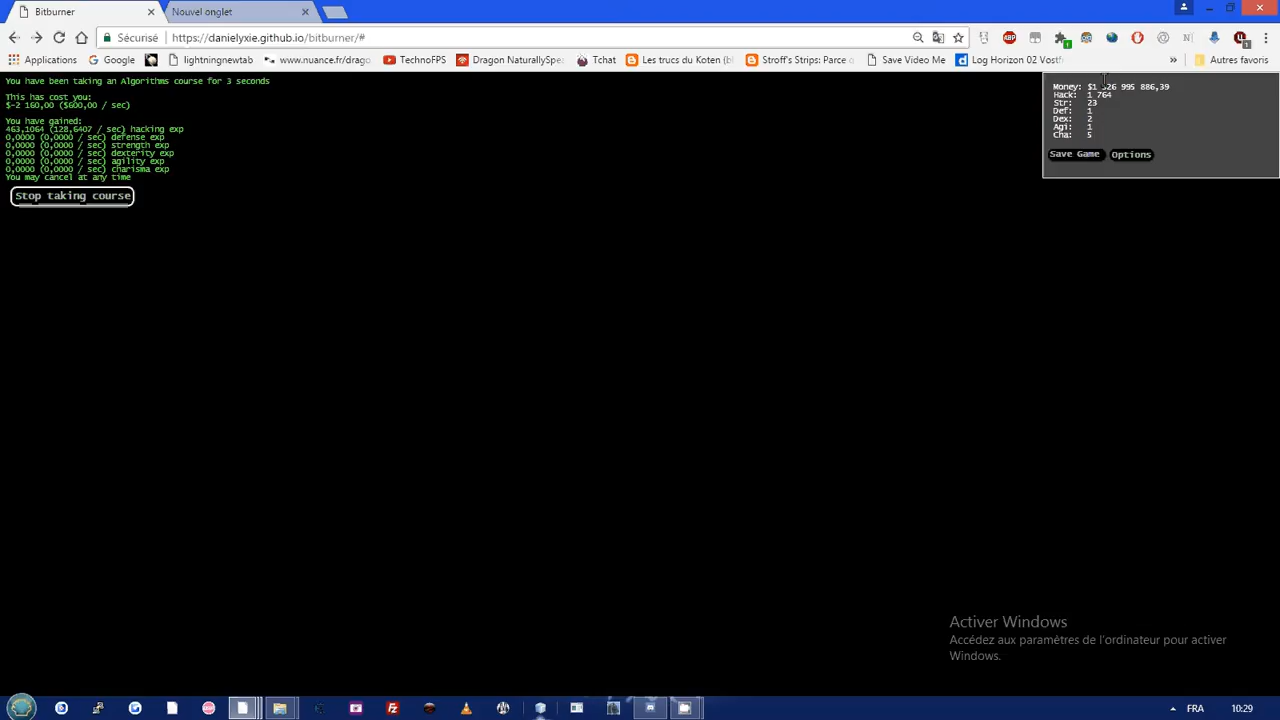 Bitburner
Nouvel onglet
Sécurisé
https://danielyxie.github.io/bitburner/#
Applications
Google
lightningnewtab
www.nuance.fr/drago
TechnoFPS
Dragon NaturallySpe
Tchat
Les trucs du Koten (bl
Stroff's Strips: Parce q
Save Video Me
Log Horizon 02 Vostf
»
Autres favoris
You have been taking an Algorithms course for 3 seconds
This has cost you:
$-2 160,00 ($600,00 / sec)
You have gained:
463,1064 (128,6407 / sec) hacking exp
0,0000 (0,0000 / sec) defense exp
0,0000 (0,0000 / sec) strength exp
0,0000 (0,0000 / sec) dexterity exp
0,0000 (0,0000 / sec) agility exp
0,0000 (0,0000 / sec) charisma exp
You may cancel at any time
Stop taking course
Money: $1 26 995 886,39
Hack: 1 764
Str: 23
Def: 1
Dex: 2
Agi: 1
Cha: 5
Save Game
Options
Activer Windows
Accédez aux paramètres de l'ordinateur pour activer
Windows.
FRA
10:29